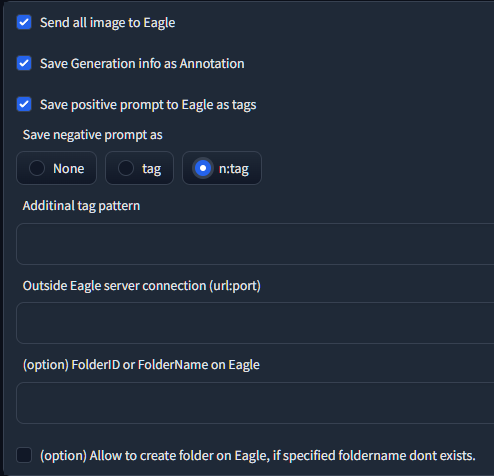 Send all image to Eagle
Save Generation info as Annotation
Save positive prompt to Eagle as tags
Save negative prompt as
None tag n:tag
Additinal tag pattern
Outside Eagle server connection (url:port)
(option) FolderID or FolderName on Eagle
(option) Allow to create folder on Eagle, if specified foldername dont exists.